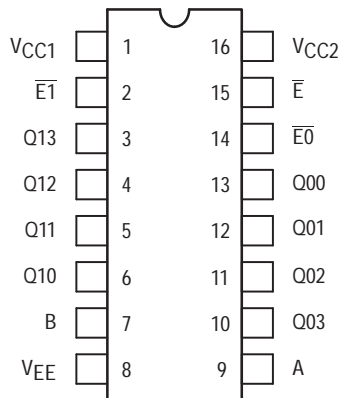 VCC1 1 16 VCC2
E1 2 15 E
Q13 3 14 E0
Q12 4 13 Q00
Q11 5 12 Q01
Q10 6 11 Q02
B 7 10 Q03
VEE 8 9 A